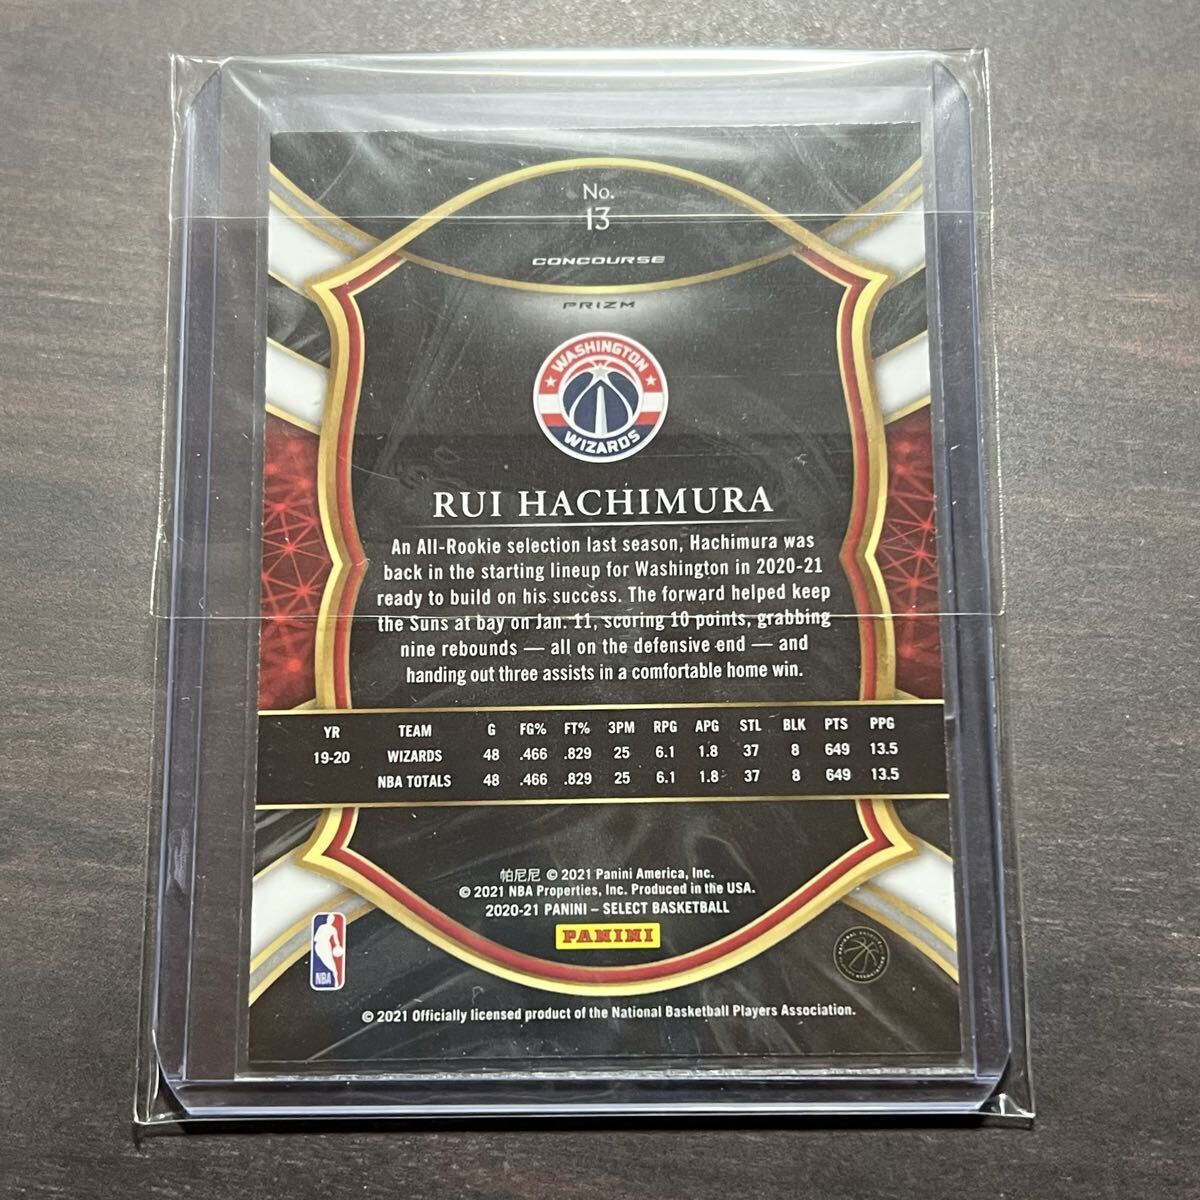 No.
13
CONCOURSE
PRIZM
WASHINGTON
WIZARDS
RUI HACHIMURA
An All-Rookie selection last season, Hachimura was
back in the starting lineup for Washington in 2020-21
ready to build on his success. The forward helped keep
the Suns at bay on Jan. 11, scoring 10 points, grabbing
nine rebounds — all on the defensive end — and
handing out three assists in a comfortable home win.
YR TEAM G FG% FT% 3PM RPG APG STL BLK PTS PPG
19-20 WIZARDS 48 .466 .829 25 6.1 1.8 37 8 649 13.5
NBA TOTALS 48 .466 .829 25 6.1 1.8 37 8 649 13.5
帕尼尼 © 2021 Panini America, Inc.
© 2021 NBA Properties, Inc. Produced in the USA.
2020-21 PANINI – SELECT BASKETBALL
PANINI
NBA
© 2021 Officially licensed product of the National Basketball Players Association.